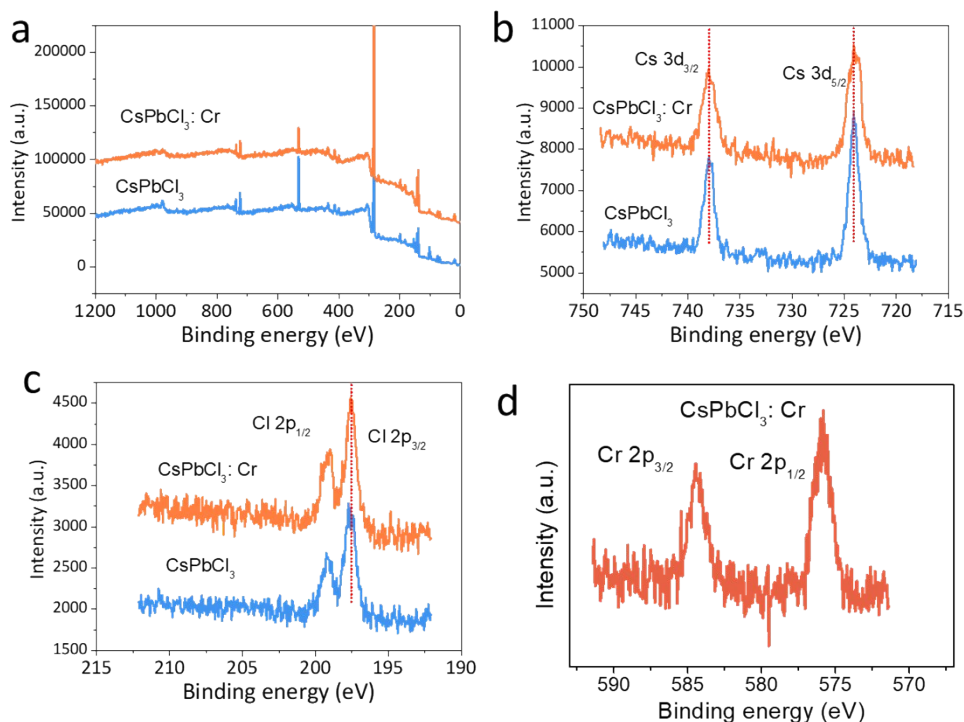 a
200000
150000
100000
50000
0
Intensity (a.u.)
CsPbCl₃: Cr
CsPbCl₃
1200 1000 800 600 400 200 0
Binding energy (eV)
b
11000
10000
9000
8000
7000
6000
5000
Intensity (a.u.)
Cs 3d₃/₂
Cs 3d₅/₂
CsPbCl₃: Cr
CsPbCl₃
750 745 740 735 730 725 720 715
Binding energy (eV)
c
4500
4000
3500
3000
2500
2000
1500
Intensity (a.u.)
Cl 2p₁/₂
Cl 2p₃/₂
CsPbCl₃: Cr
CsPbCl₃
215 210 205 200 195 190
Binding energy (eV)
d
CsPbCl₃: Cr
Cr 2p₃/₂
Cr 2p₁/₂
Intensity (a.u.)
590 585 580 575 570
Binding energy (eV)